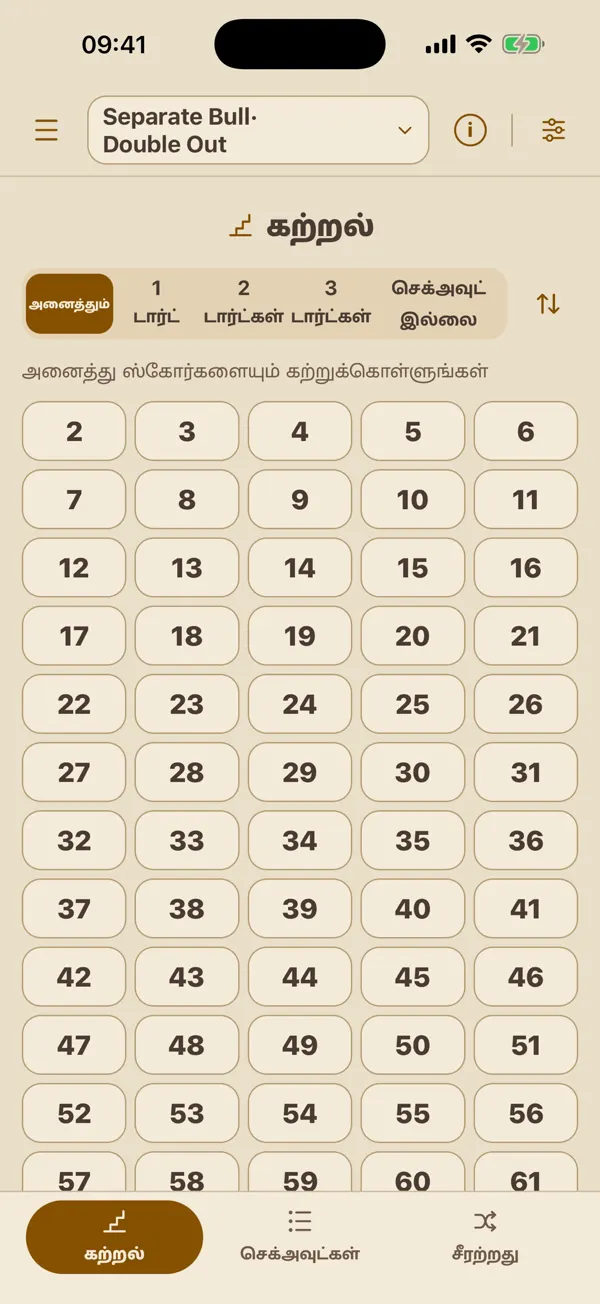 09:41
Separate Bull·
Double Out
கற்றல்
அனைத்தும்
1
டார்ட்
2
டார்ட்கள்
3
டார்ட்கள்
செக்அவுட்
இல்லை
அனைத்து ஸ்கோர்களையும் கற்றுக்கொள்ளுங்கள்
2 3 4 5 6
7 8 9 10 11
12 13 14 15 16
17 18 19 20 21
22 23 24 25 26
27 28 29 30 31
32 33 34 35 36
37 38 39 40 41
42 43 44 45 46
47 48 49 50 51
52 53 54 55 56
57 58 59 60 61
கற்றல்
செக்அவுட்கள்
சீரற்றது